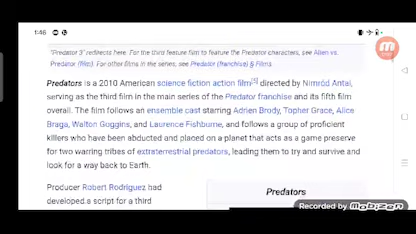 1:46
"Predator 3" redirects here. For the third feature film to feature the Predator characters, see Alien vs.
Predator (film). For other films in the series, see Predator (franchise) § Films.
Predators is a 2010 American science fiction action film[5] directed by Nimród Antal,
serving as the third film in the main series of the Predator franchise and its fifth film
overall. The film follows an ensemble cast starring Adrien Brody, Topher Grace, Alice
Braga, Walton Goggins, and Laurence Fishburne, and follows a group of proficient
killers who have been abducted and placed on a planet that acts as a game preserve
for two warring tribes of extraterrestrial predators, leading them to try and survive and
look for a way back to Earth.
Producer Robert Rodriguez had
developed a script for a third
Predators
Recorded by
mobizen